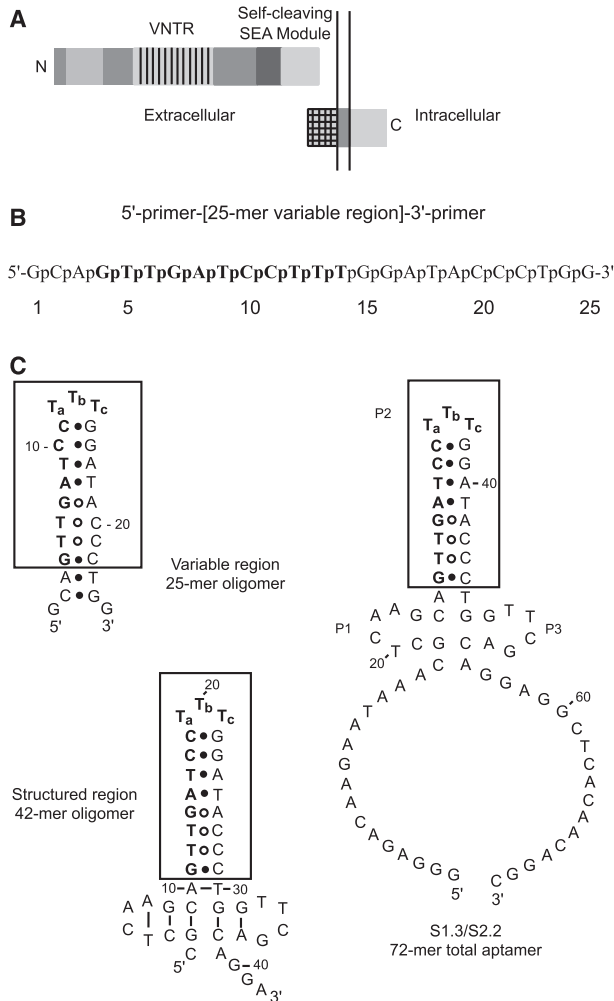 A
VNTR
Self-cleaving
SEA Module
N
Extracellular
C
Intracellular
B
5'-primer-[25-mer variable region]-3'-primer
5'-GpCpApGpTpTpGpApTpCpCpTpTpTpGpGpApTpApCpCpCpTpGpG-3'
1 5 10 15 20 25
C
Ta Tb Tc
C●G
10 - C●G
T●A
A●T
G○A
T○C - 20
T○C
G●C
A●T
C●G
G G
5' 3'
Variable region
25-mer oligomer
P2
Ta Tb Tc
C●G
C●G
T●A - 40
A●T
G○A
T○C
T○C
G●C
A T
P1 A A G C G G T T P3
C C
20 T C G C A G
C A A A T A A G A A C A G A G G G 5'
A G G A G G 60 C T C A C A A C A G G C 3'
S1.3/S2.2
72-mer total aptamer
Structured region
42-mer oligomer
20
Ta Tb Tc
C●G
C●G
T●A
A●T
G○A
T○C
T○C
G●C
10 – A – T – 30
A A G C G G T T
C T C G C A G C
C A
5' G – 40
G
A 3'